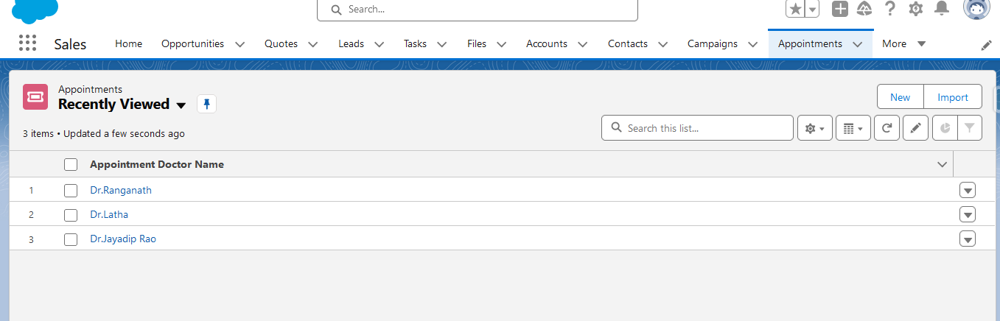 Search...
Sales Home Opportunities Quotes Leads Tasks Files Accounts Contacts Campaigns Appointments More
Appointments
Recently Viewed
New Import
3 items • Updated a few seconds ago
Search this list...
Appointment Doctor Name
1 Dr.Ranganath
2 Dr.Latha
3 Dr.Jayadip Rao